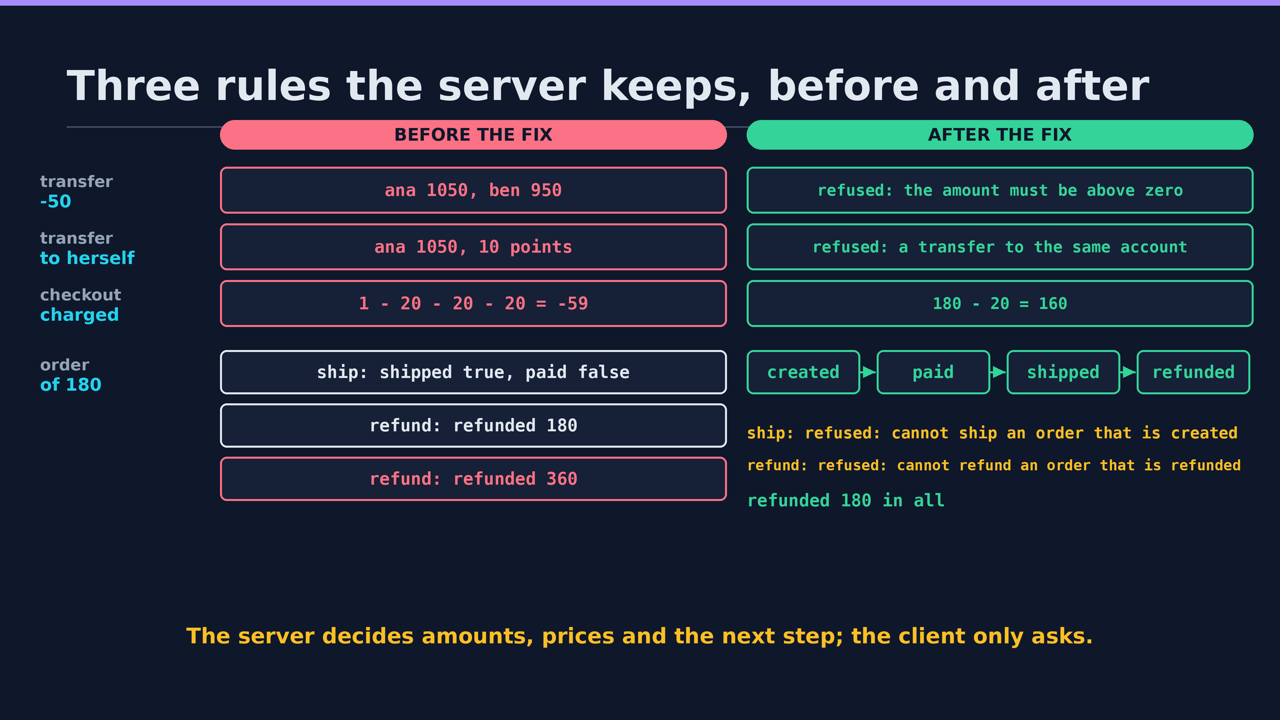 Three rules the server keeps, before and after
BEFORE THE FIX
AFTER THE FIX
transfer
-50
ana 1050, ben 950
refused: the amount must be above zero
transfer
to herself
ana 1050, 10 points
refused: a transfer to the same account
checkout
charged
1 - 20 - 20 - 20 = -59
180 - 20 = 160
order
of 180
ship: shipped true, paid false
created
paid
shipped
refunded
refund: refunded 180
ship: refused: cannot ship an order that is created
refund: refused: cannot refund an order that is refunded
refund: refunded 360
refunded 180 in all
The server decides amounts, prices and the next step; the client only asks.